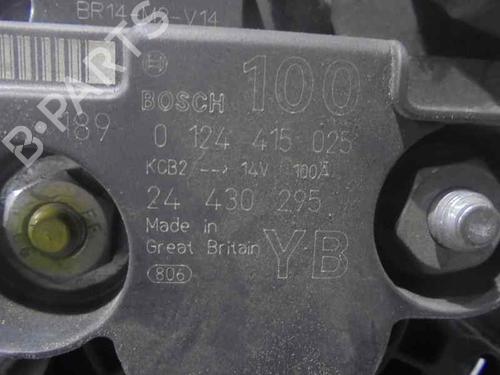 BOSCH 100
189
0 124 415 025
KCB2 --> 14V 100A
24 430 295
Made in
Great Britain YB
806
B-Parts